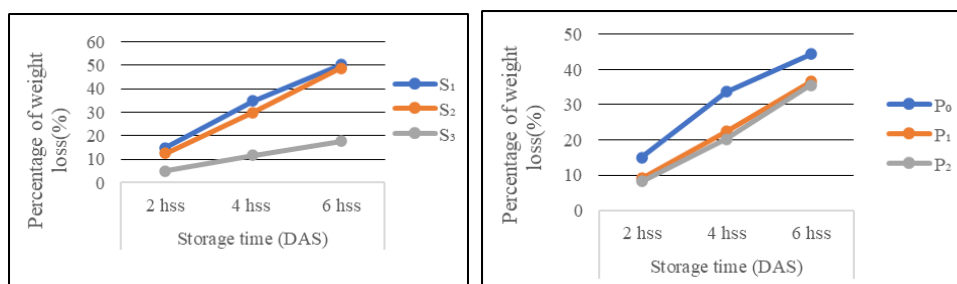 Percentage of weight
loss(%)
60
50
40
30
20
10
0
2 hss 4 hss 6 hss
Storage time (DAS)
S₁
S₂
S₃
Percentage of weight
loss(%)
50
40
30
20
10
0
2 hss 4 hss 6 hss
Storage time (DAS)
P₀
P₁
P₂